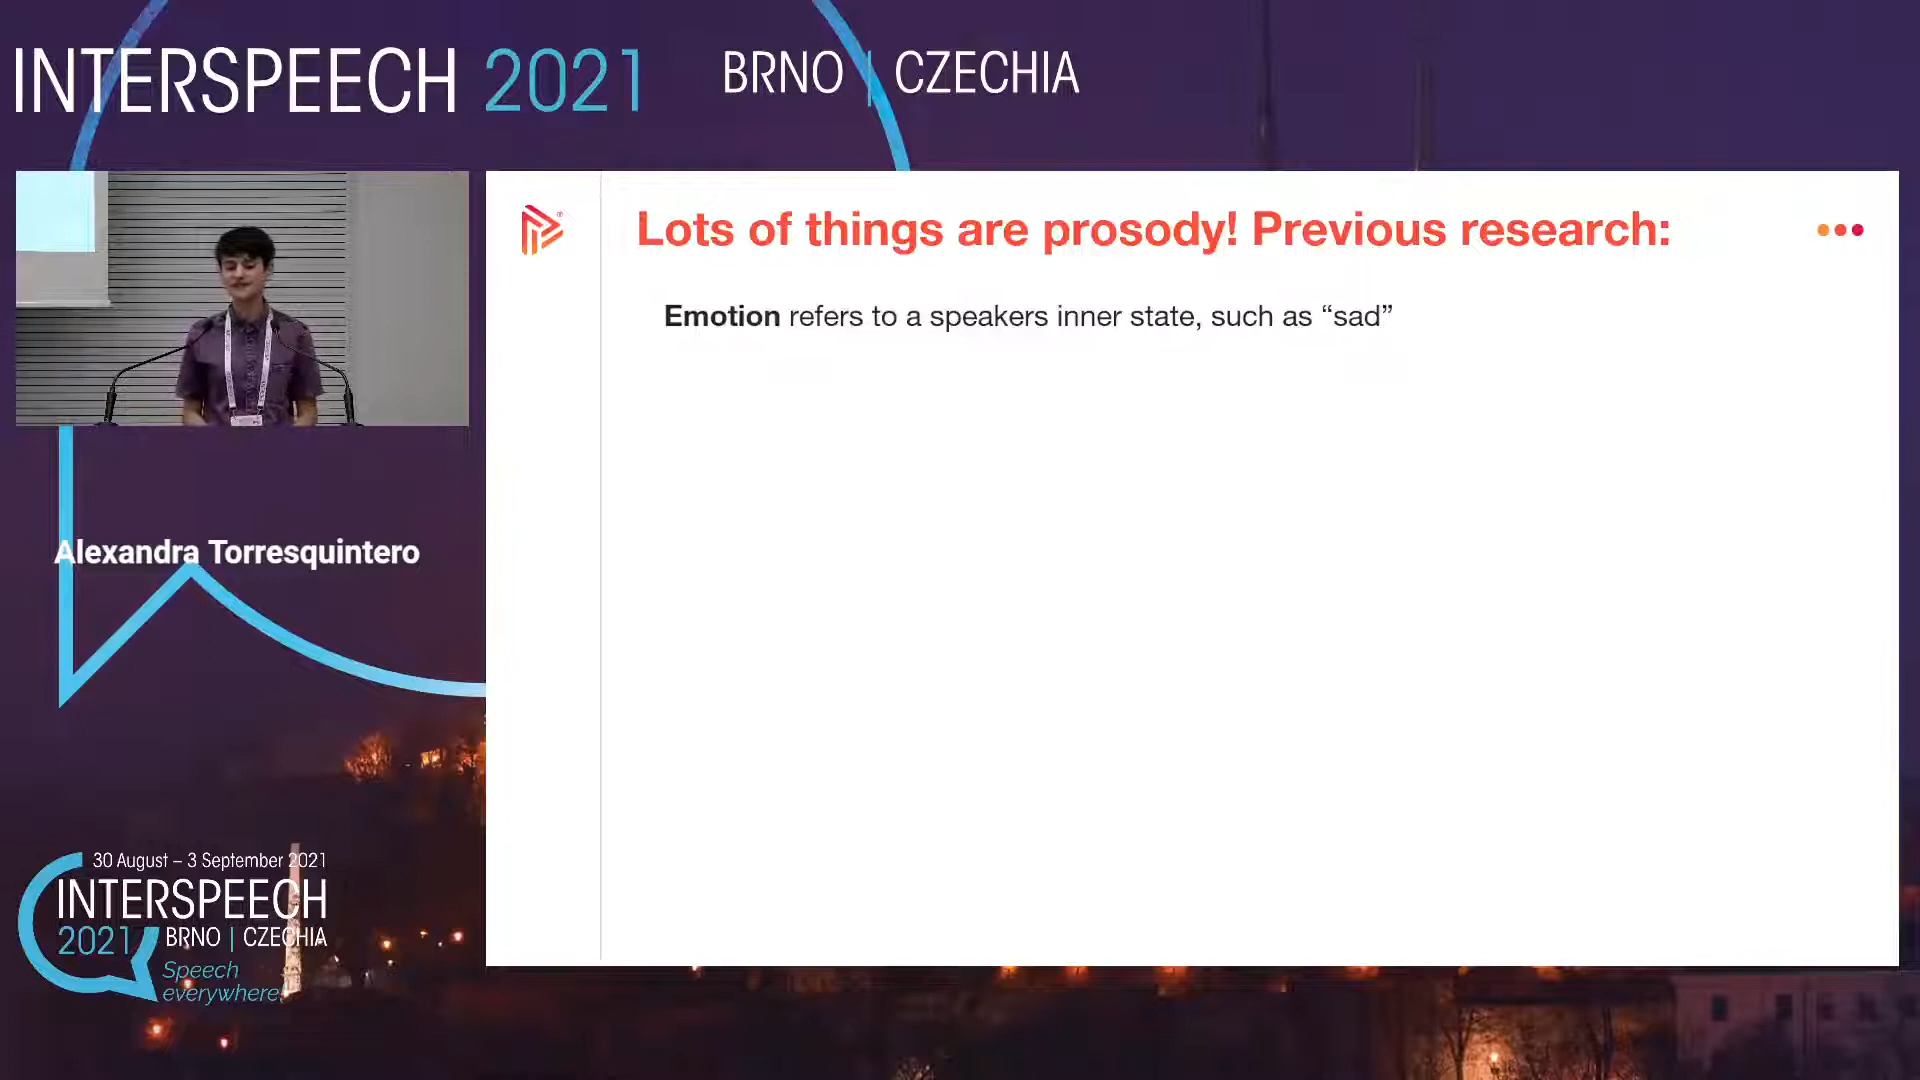 INTERSPEECH 2021 BRNO | CZECHIA
Lots of things are prosody! Previous research:
Emotion refers to a speakers inner state, such as “sad”
Alexandra Torresquintero
30 August – 3 September 2021
INTERSPEECH
2021 BRNO | CZECHIA
Speech
everywhere!